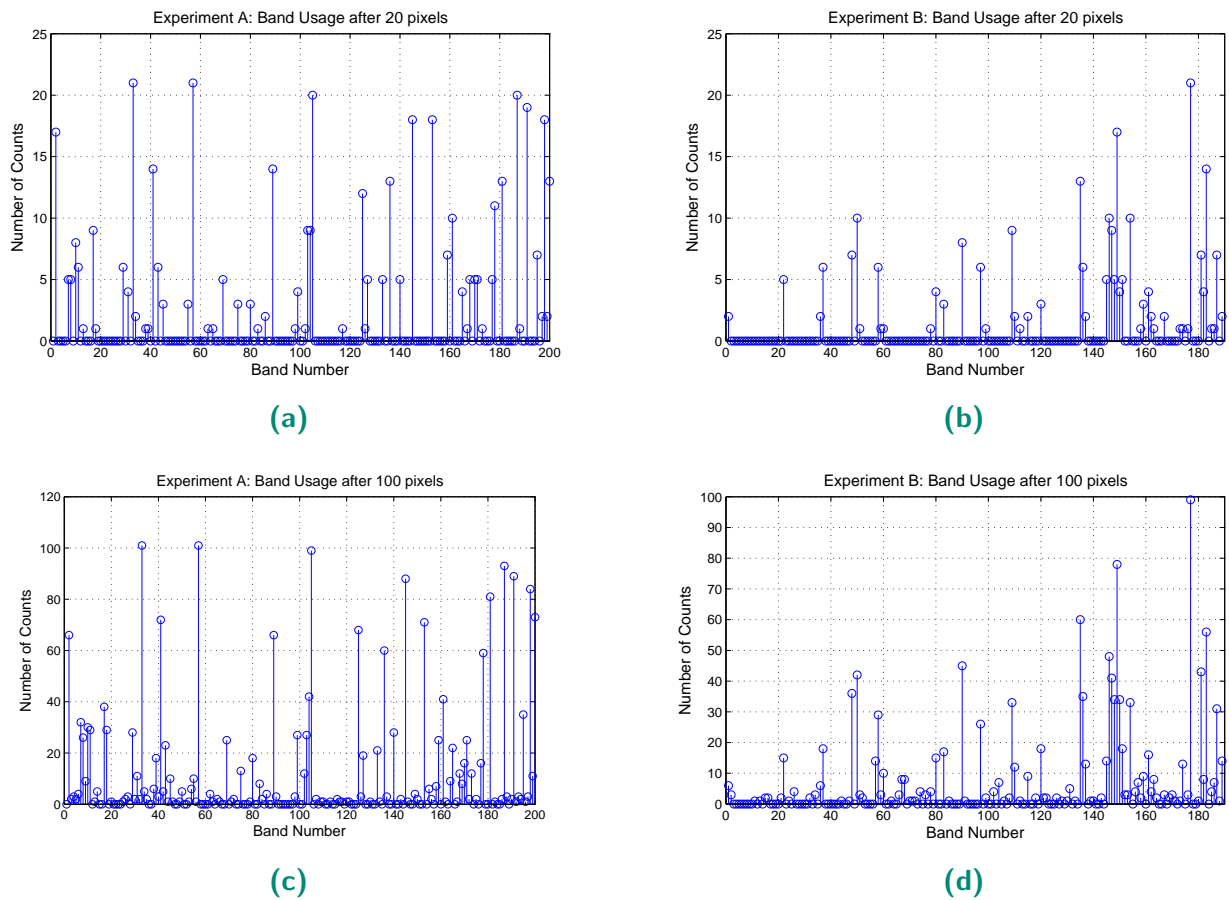 Experiment A: Band Usage after 20 pixels
25
20
15
10
5
0
Number of Counts
0 20 40 60 80 100 120 140 160 180 200
Band Number
(a)
Experiment B: Band Usage after 20 pixels
25
20
15
10
5
0
Number of Counts
0 20 40 60 80 100 120 140 160 180
Band Number
(b)
Experiment A: Band Usage after 100 pixels
120
100
80
60
40
20
0
Number of Counts
0 20 40 60 80 100 120 140 160 180 200
Band Number
(c)
Experiment B: Band Usage after 100 pixels
100
90
80
70
60
50
40
30
20
10
0
Number of Counts
0 20 40 60 80 100 120 140 160 180
Band Number
(d)